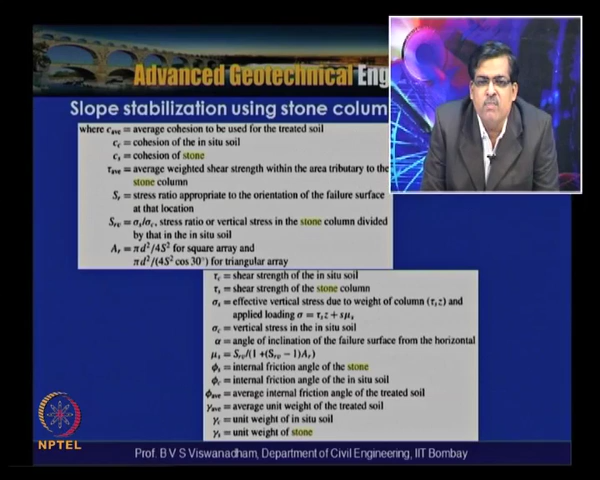 Advanced Geotechnical Eng
Slope stabilization using stone colum
where c_ave = average cohesion to be used for the treated soil
c_c = cohesion of the in situ soil
c_s = cohesion of stone
τ_ave = average weighted shear strength within the area tributary to the
stone column
S_r = stress ratio appropriate to the orientation of the failure surface
at that location
S_rv = σ_s/σ_c, stress ratio or vertical stress in the stone column divided
by that in the in situ soil
A_r = πd²/4S² for square array and
πd²/(4S² cos 30°) for triangular array
τ_c = shear strength of the in situ soil
τ_s = shear strength of the stone column
σ_s = effective vertical stress due to weight of column (τ_s z) and
applied loading σ = τ_s z + sμ_s
σ_c = vertical stress in the in situ soil
α = angle of inclination of the failure surface from the horizontal
μ_s = S_rv/(1 +(S_rv − 1)A_r)
ϕ_s = internal friction angle of the stone
ϕ_c = internal friction angle of the in situ soil
ϕ_ave = average internal friction angle of the treated soil
γ_ave = average unit weight of the treated soil
γ_c = unit weight of in situ soil
γ_s = unit weight of stone
NPTEL
Prof. B V S Viswanadham, Department of Civil Engineering, IIT Bombay